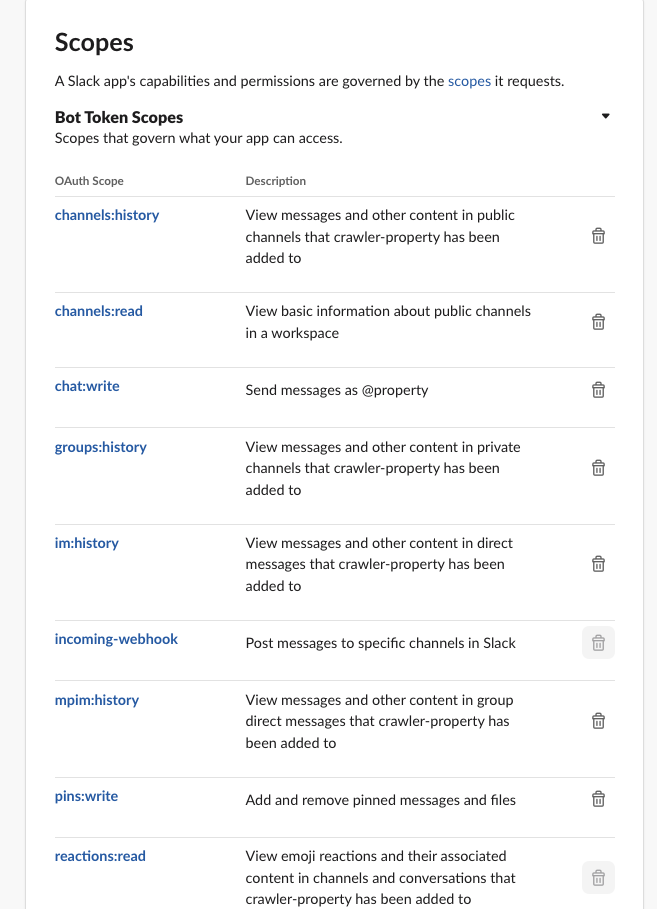 Scopes
A Slack app's capabilities and permissions are governed by the scopes it requests.
Bot Token Scopes
Scopes that govern what your app can access.
OAuth Scope Description
channels:history View messages and other content in public
channels that crawler-property has been
added to
channels:read View basic information about public channels
in a workspace
chat:write Send messages as @property
groups:history View messages and other content in private
channels that crawler-property has been
added to
im:history View messages and other content in direct
messages that crawler-property has been
added to
incoming-webhook Post messages to specific channels in Slack
mpim:history View messages and other content in group
direct messages that crawler-property has
been added to
pins:write Add and remove pinned messages and files
reactions:read View emoji reactions and their associated
content in channels and conversations that
crawler-property has been added to